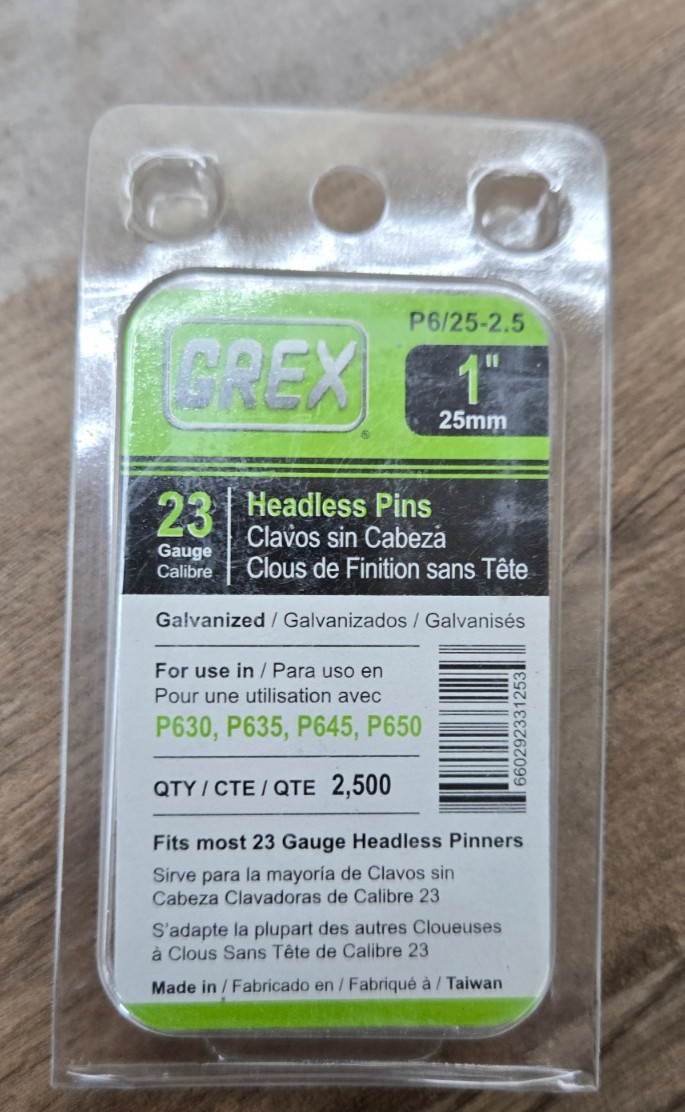 GREX®
P6/25-2.5
1"
25mm
23
Gauge
Calibre
Headless Pins
Clavos sin Cabeza
Clous de Finition sans Tête
Galvanized / Galvanizados / Galvanisés
For use in / Para uso en
Pour une utilisation avec
P630, P635, P645, P650
QTY / CTE / QTE 2,500
660292331253
Fits most 23 Gauge Headless Pinners
Sirve para la mayoría de Clavos sin
Cabeza Clavadoras de Calibre 23
S'adapte la plupart des autres Cloueuses
à Clous Sans Tête de Calibre 23
Made in / Fabricado en / Fabriqué à / Taiwan